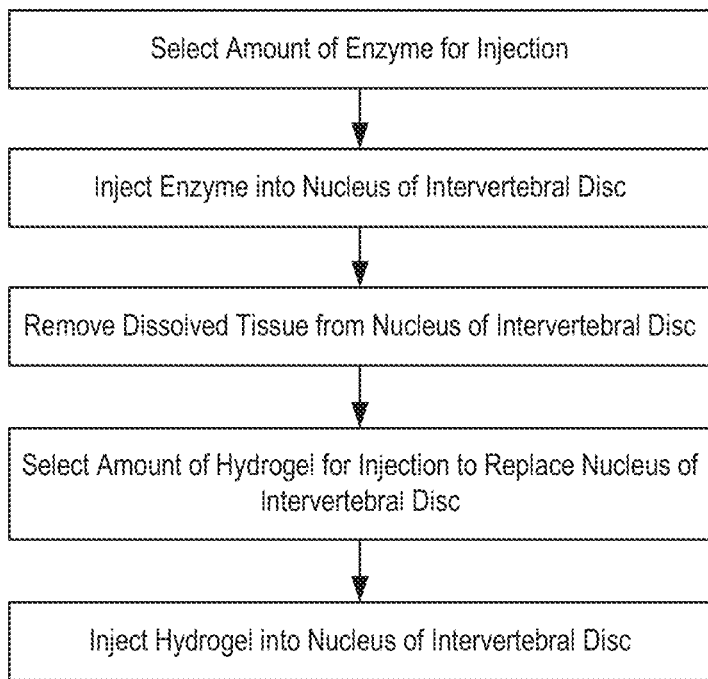 Select Amount of Enzyme for Injection
Inject Enzyme into Nucleus of Intervertebral Disc
Remove Dissolved Tissue from Nucleus of Intervertebral Disc
Select Amount of Hydrogel for Injection to Replace Nucleus of
Intervertebral Disc
Inject Hydrogel into Nucleus of Intervertebral Disc